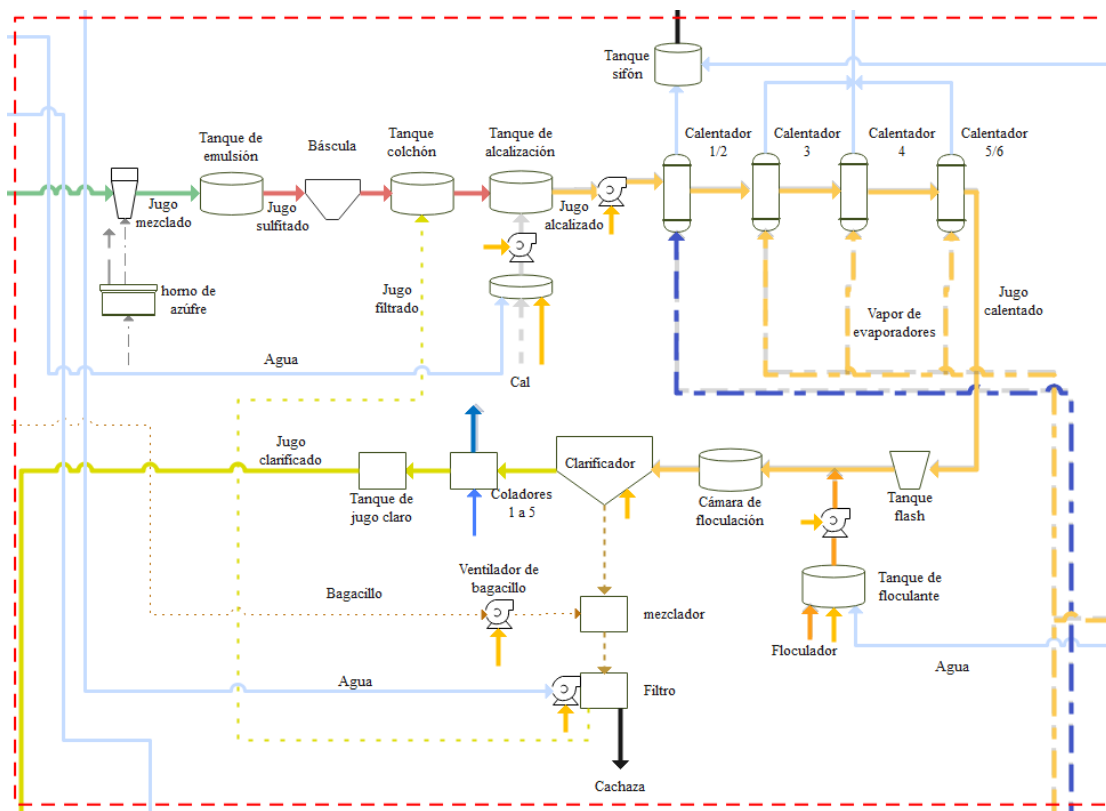 Tanque
sifón
Tanque de
emulsión
Báscula
Tanque
colchón
Tanque de
alcalización
Calentador
1/2
Calentador
3
Calentador
4
Calentador
5/6
Jugo
mezclado
Jugo
sulfitado
Jugo
alcalizado
horno de
azúfre
Jugo
filtrado
Jugo
calentado
Vapor de
evaporadores
Agua
Cal
Jugo
clarificado
Clarificador
Tanque de
jugo claro
Coladores
1 a 5
Cámara de
floculación
Tanque
flash
Ventilador de
bagacillo
Bagacillo
Tanque de
floculante
mezclador
Floculador
Agua
Agua
Filtro
Cachaza